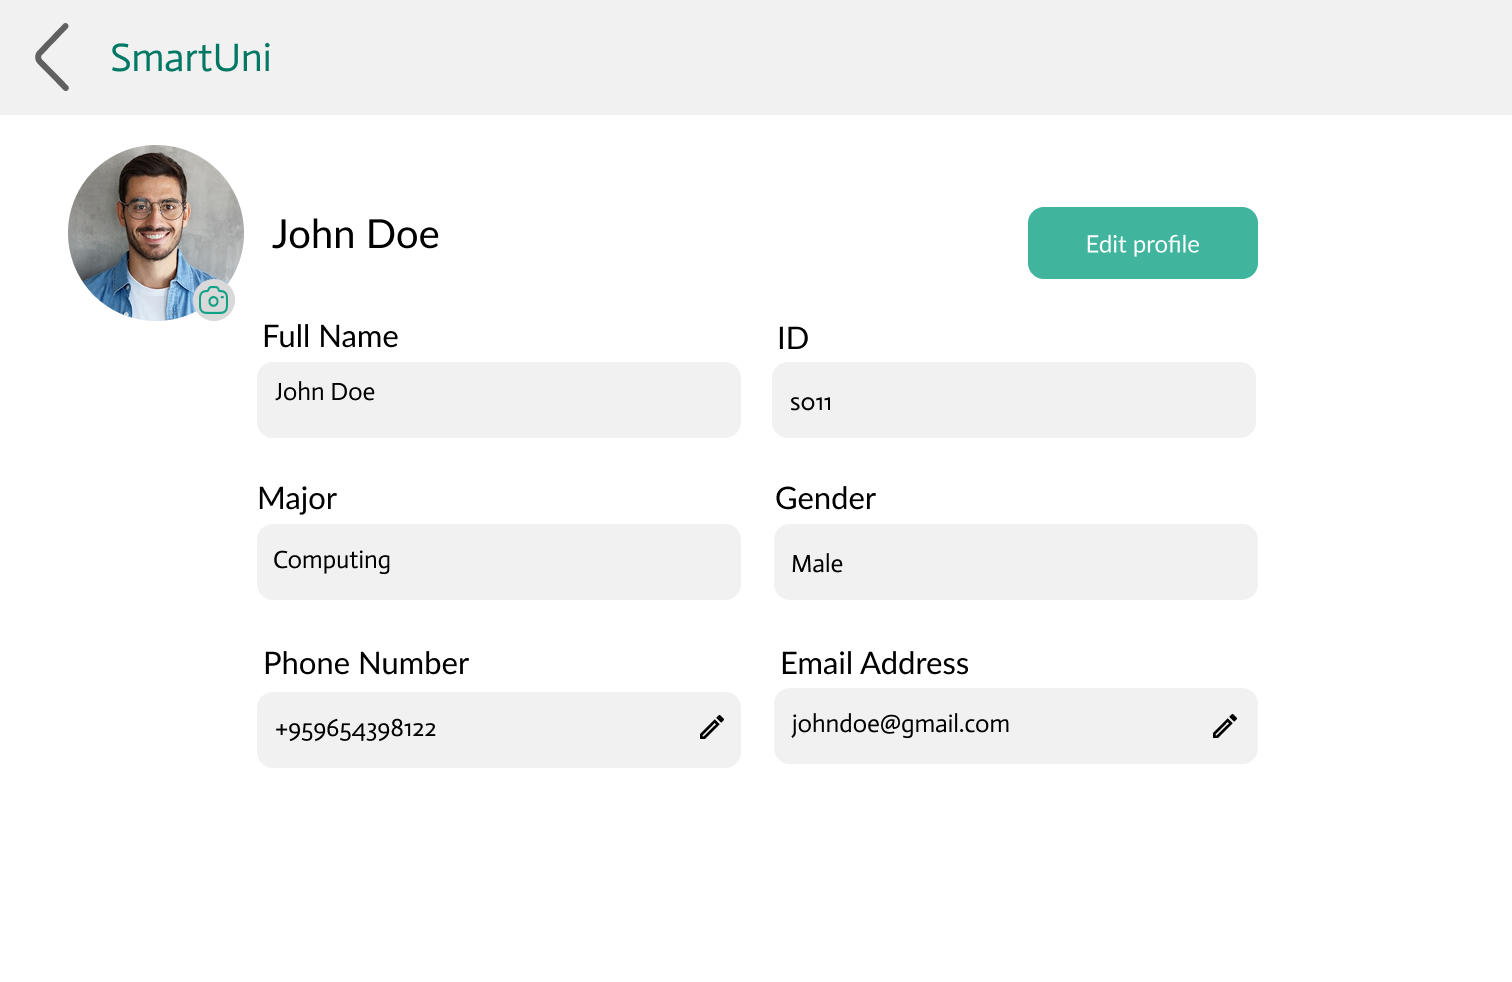 SmartUni
John Doe
Edit profile
Full Name
ID
John Doe
s011
Major
Gender
Computing
Male
Phone Number
Email Address
+959654398122
johndoe@gmail.com